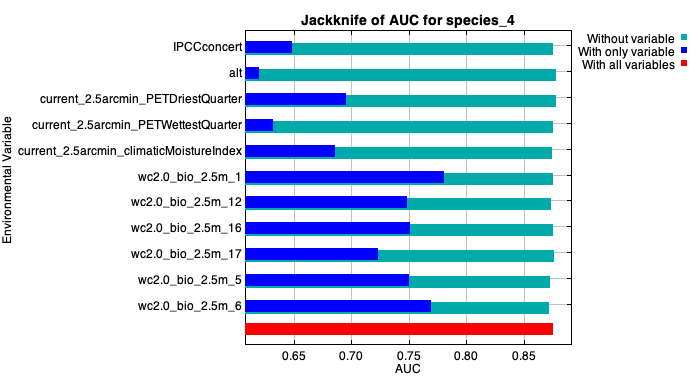 Jackknife of AUC for species_4
IPCCconcert
alt
current_2.5arcmin_PETDriestQuarter
current_2.5arcmin_PETWettestQuarter
current_2.5arcmin_climaticMoistureIndex
wc2.0_bio_2.5m_1
wc2.0_bio_2.5m_12
wc2.0_bio_2.5m_16
wc2.0_bio_2.5m_17
wc2.0_bio_2.5m_5
wc2.0_bio_2.5m_6
Environmental Variable
0.65 0.70 0.75 0.80 0.85
AUC
Without variable
With only variable
With all variables